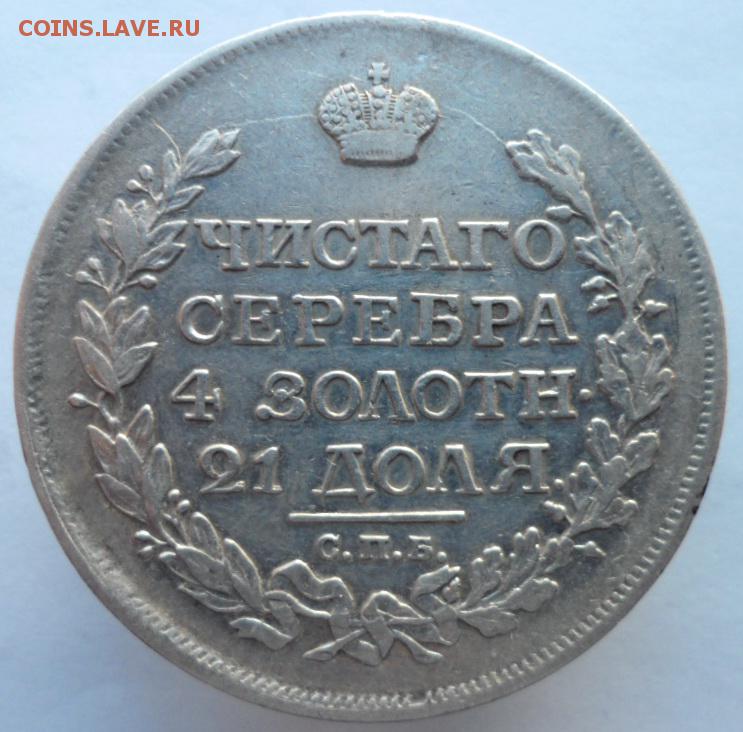 COINS.LAVE.RU
ЧИСТАГО
СЕРЕБРА
4 ЗОЛОТН·
21 ДОЛЯ
С.П.Б.